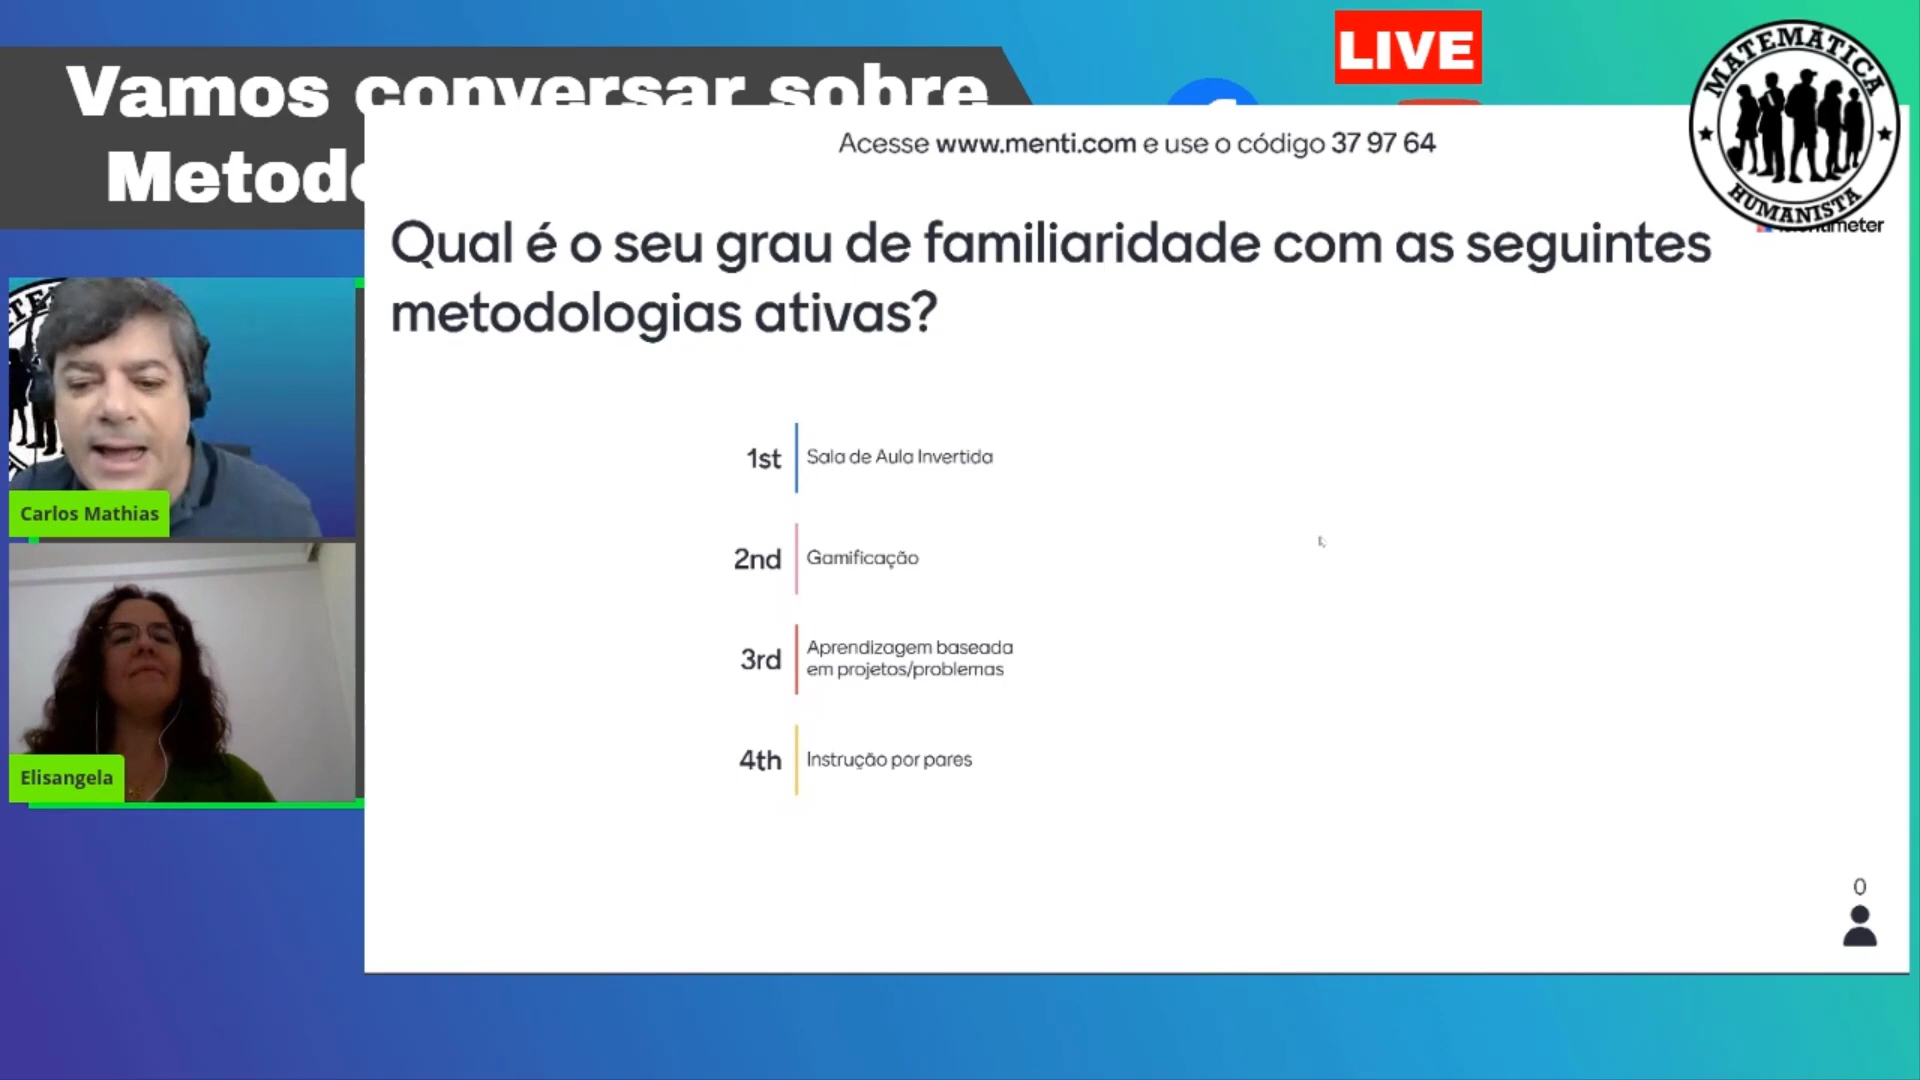 Vamos conversar sobre
LIVE
MATEMÁTICA
HUMANISTA
Acesse www.menti.com e use o código 37 97 64
Qual é o seu grau de familiaridade com as seguintes
metodologias ativas?
1st Sala de Aula Invertida
2nd Gamificação
3rd Aprendizagem baseada
em projetos/problemas
4th Instrução por pares
Carlos Mathias
Elisangela
0